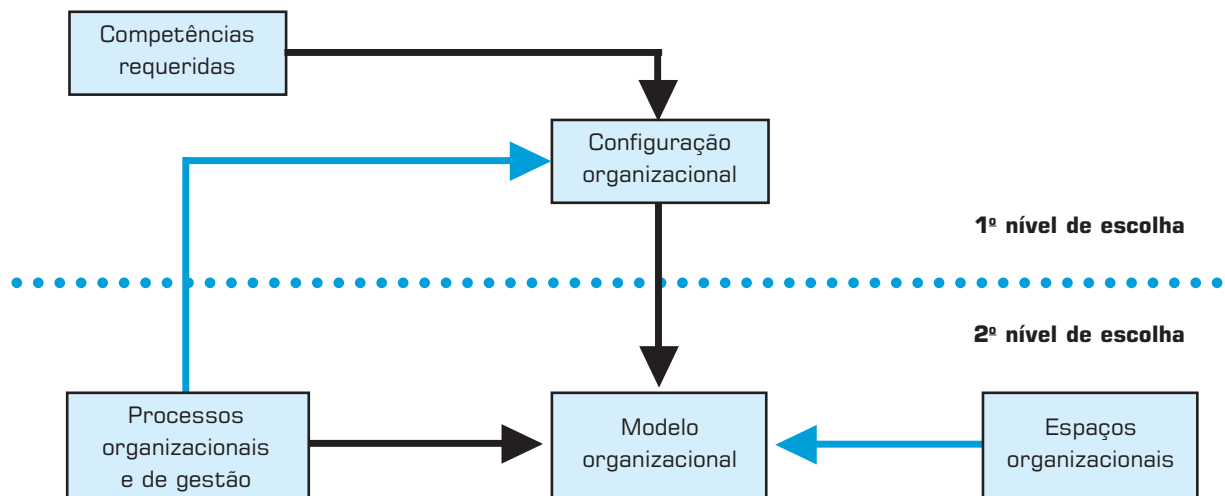 Competências
requeridas
Configuração
organizacional
1º nível de escolha
2º nível de escolha
Processos
organizacionais
e de gestão
Modelo
organizacional
Espaços
organizacionais